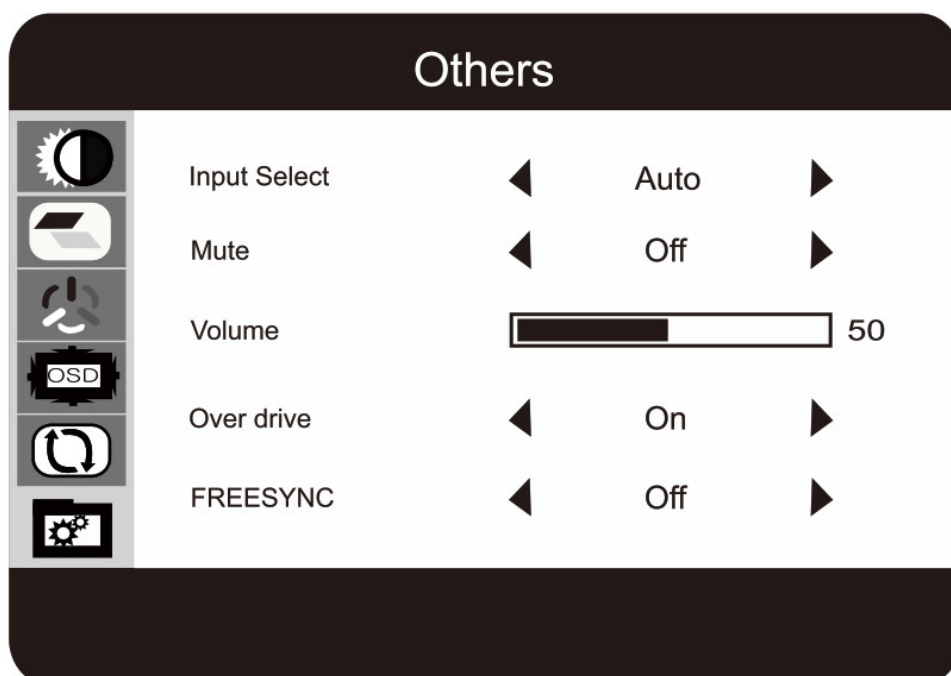 Others
Input Select Auto
Mute Off
Volume 50
OSD
Over drive On
FREESYNC Off